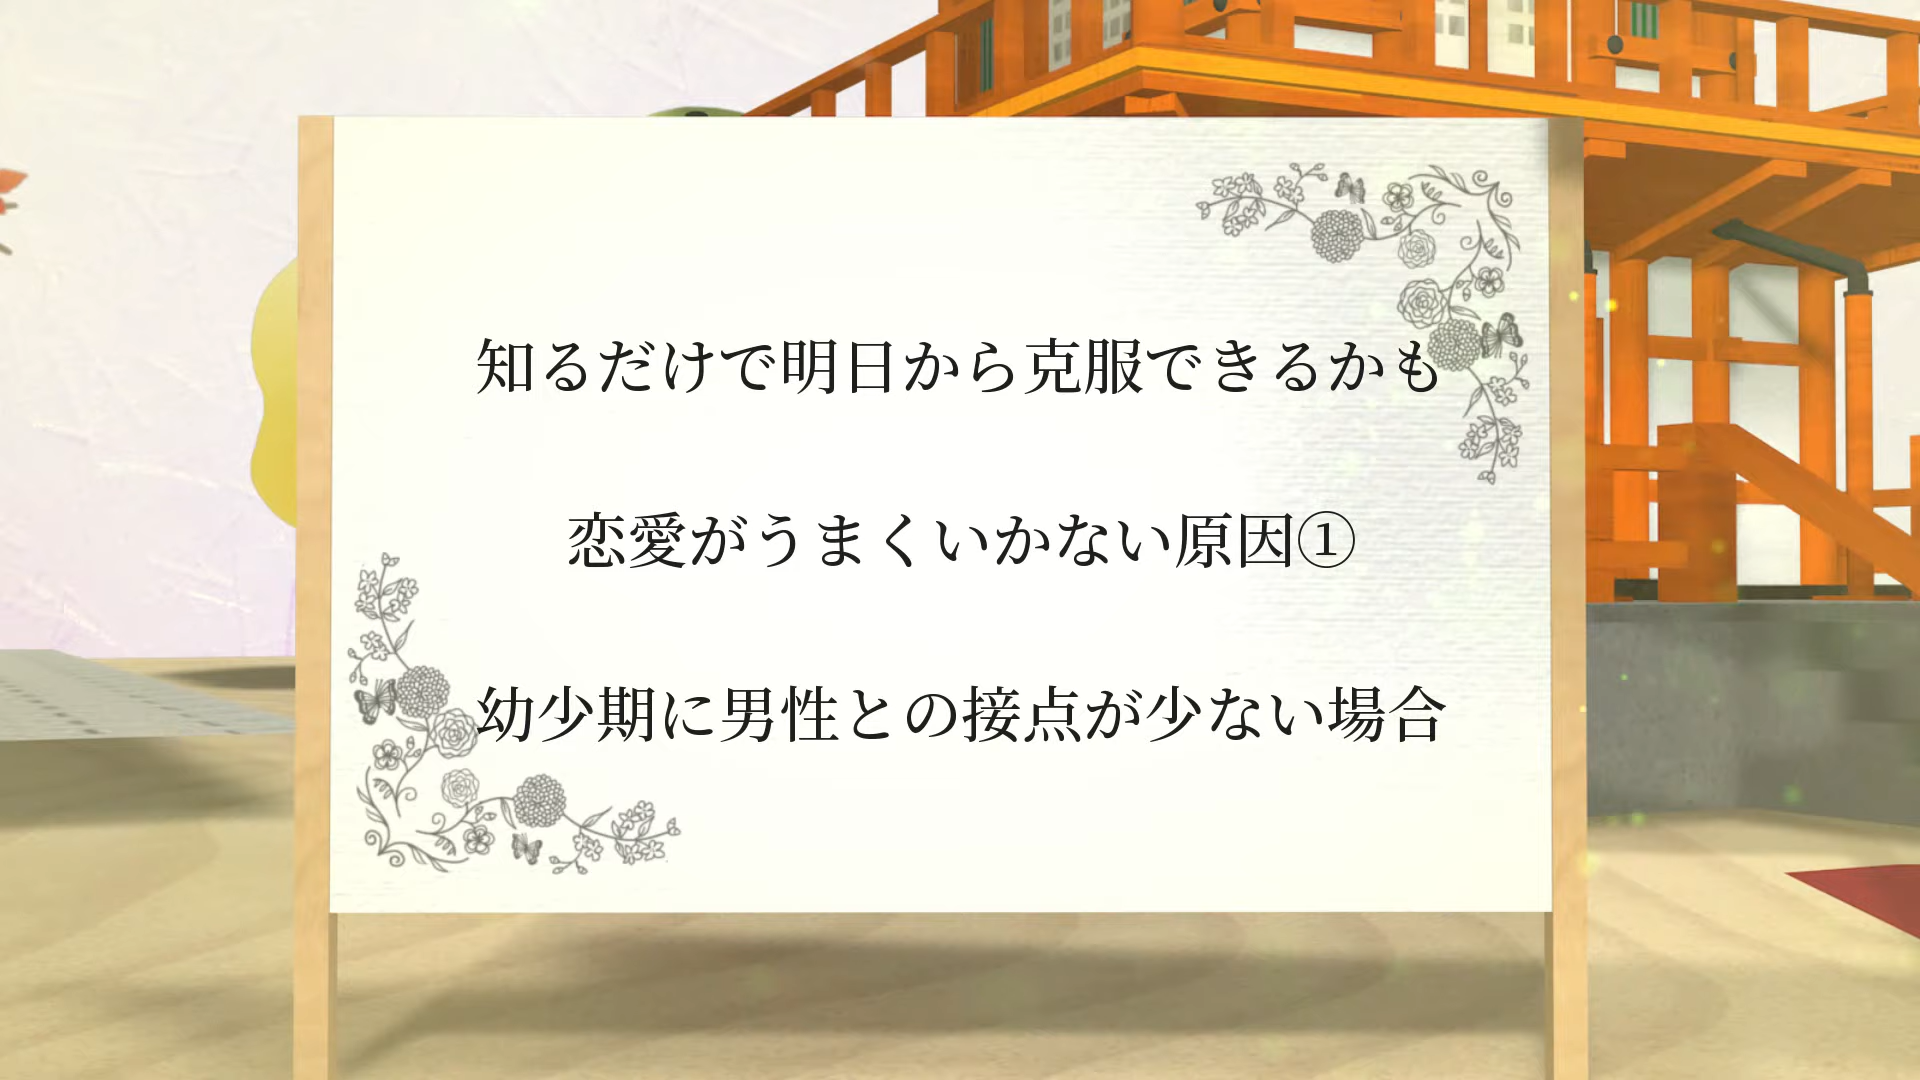 知るだけで明日から克服できるかも
恋愛がうまくいかない原因①
幼少期に男性との接点が少ない場合